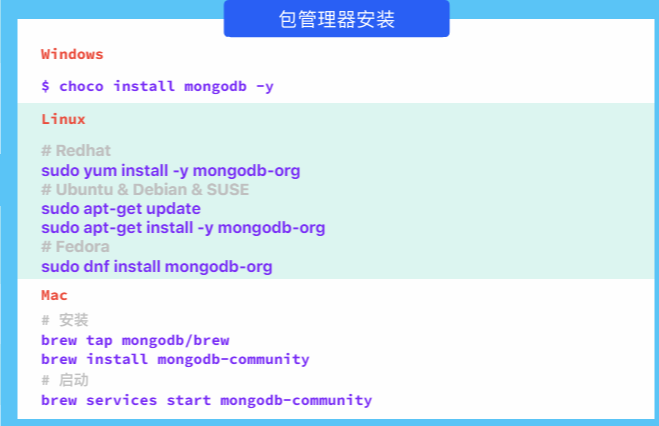 包管理器安装
Windows
$ choco install mongodb -y
Linux
# Redhat
sudo yum install -y mongodb-org
# Ubuntu & Debian & SUSE
sudo apt-get update
sudo apt-get install -y mongodb-org
# Fedora
sudo dnf install mongodb-org
Mac
# 安装
brew tap mongodb/brew
brew install mongodb-community
# 启动
brew services start mongodb-community